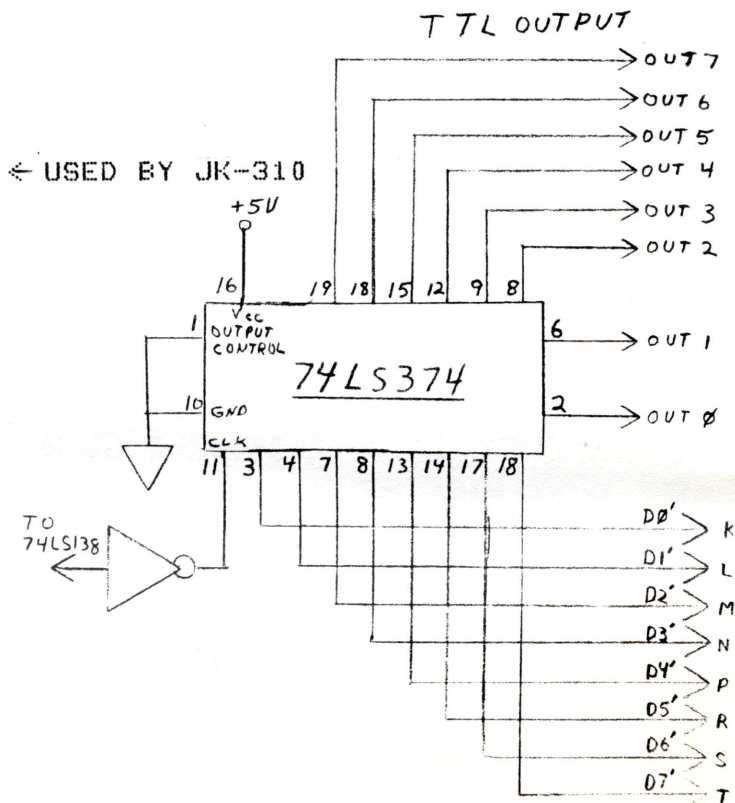 TTL OUTPUT
OUT 7
OUT 6
OUT 5
← USED BY JK-310
OUT 4
+5V
OUT 3
OUT 2
16 19 18 15 12 9 8
1 Vcc
OUTPUT
CONTROL
6 OUT 1
74LS374
10 GND
2 OUT Ø
CLK
11 3 4 7 8 13 14 17 18
TO
74LS138
DØ' K
D1' L
D2' M
D3' N
D4' P
D5' R
D6' S
D7' T